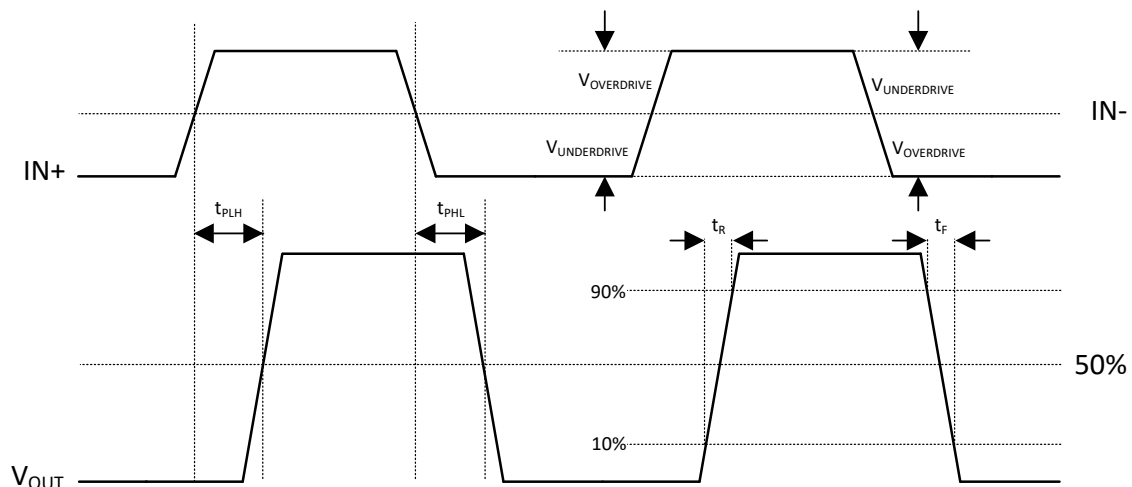 V_OVERDRIVE
V_UNDERDRIVE
IN-
V_UNDERDRIVE
V_OVERDRIVE
IN+
t_PLH
t_PHL
t_R
t_F
90%
50%
10%
V_OUT